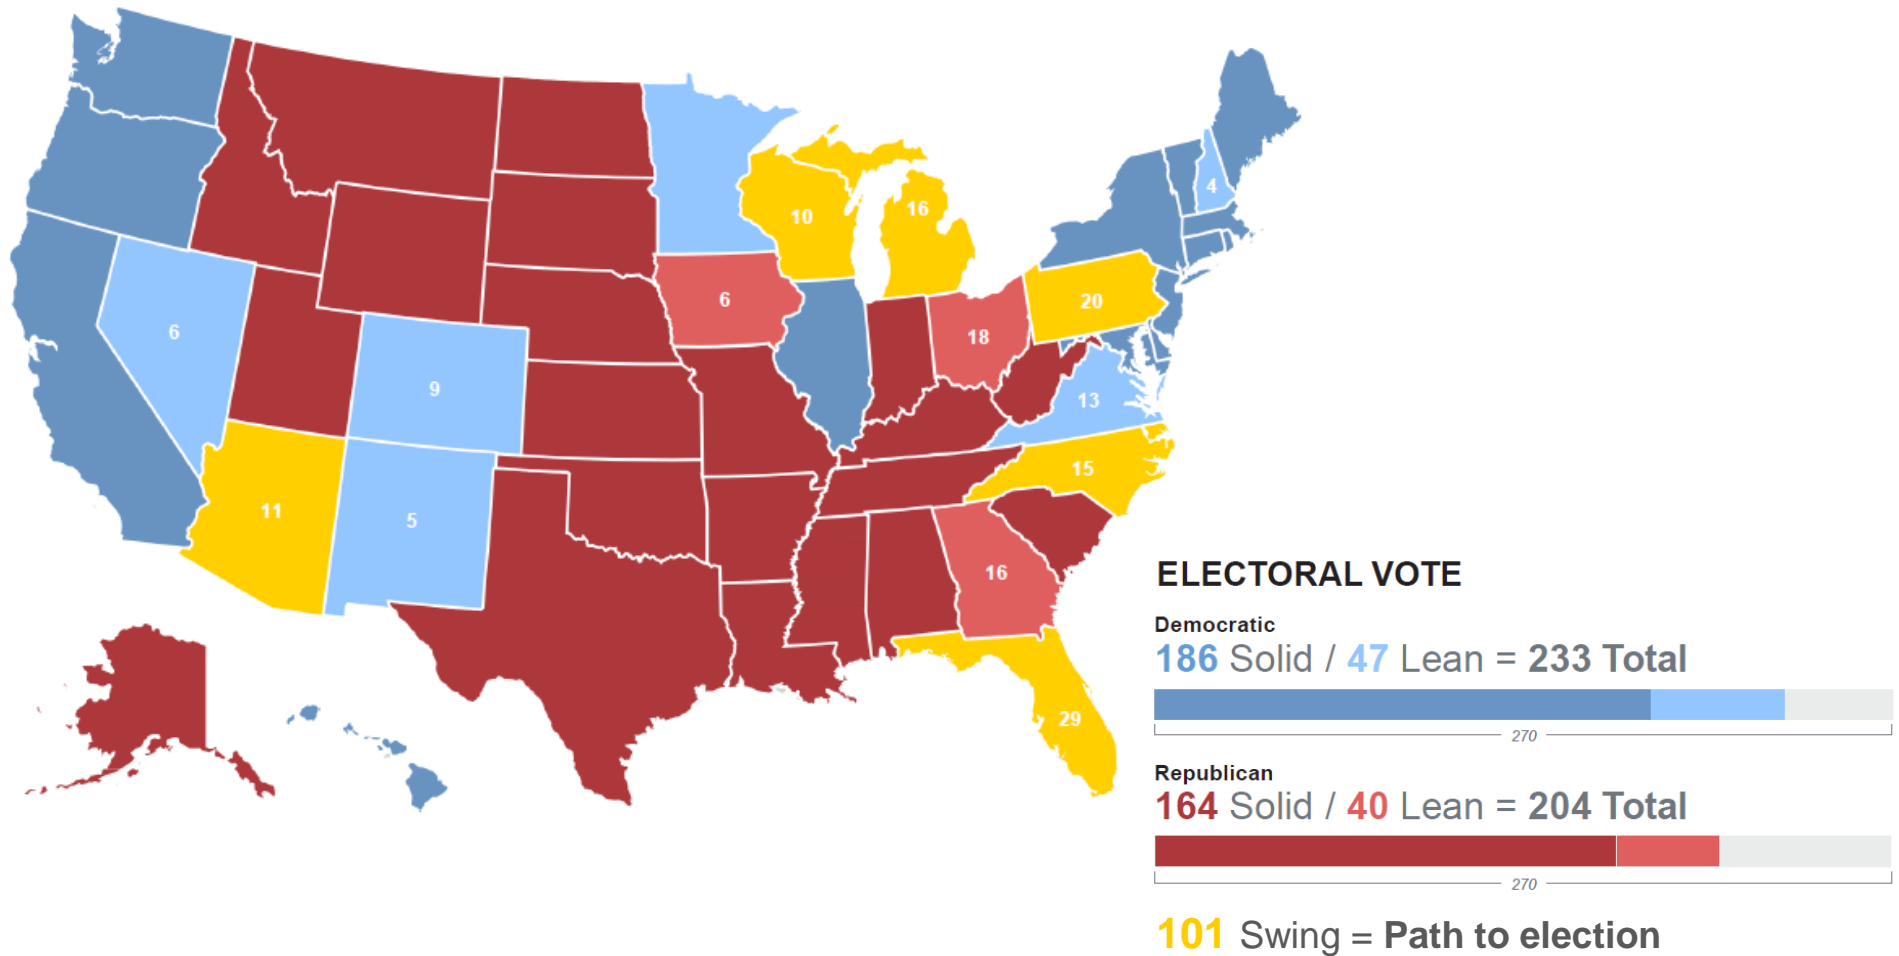 4
10
16
6
20
6
18
9
13
15
11
5
16
29
ELECTORAL VOTE
Democratic
186 Solid / 47 Lean = 233 Total
270
Republican
164 Solid / 40 Lean = 204 Total
270
101 Swing = Path to election